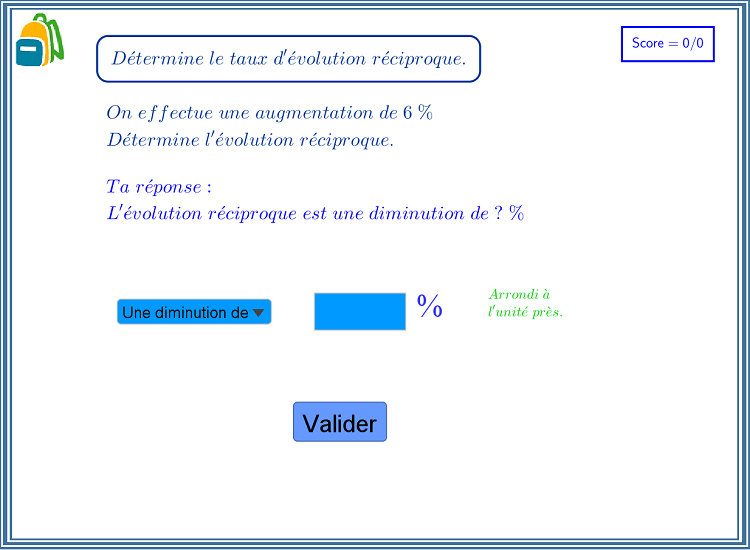 Détermine le taux d'évolution réciproque.
Score = 0/0
On effectue une augmentation de 6 %
Détermine l'évolution réciproque.
Ta réponse :
L'évolution réciproque est une diminution de ? %
Une diminution de
%
Arrondi à
l'unité près.
Valider